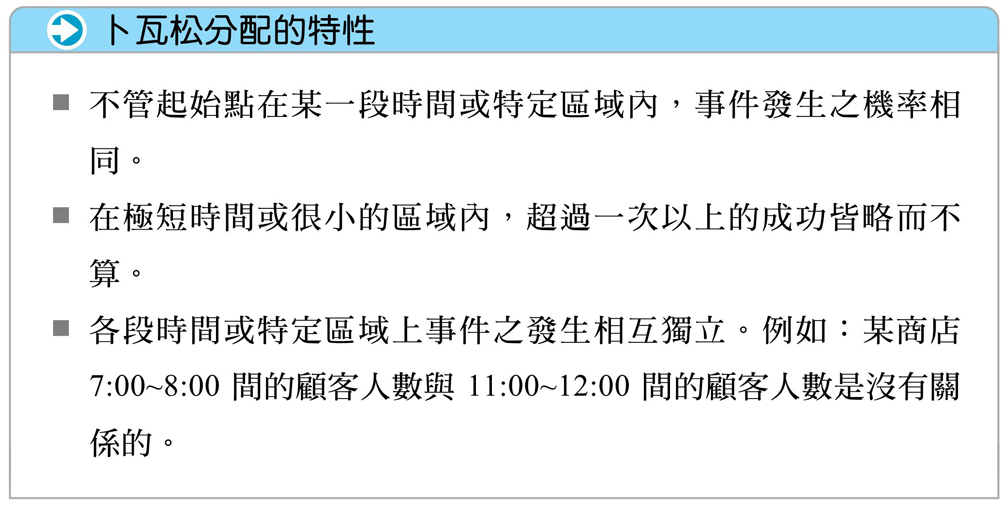 卜瓦松分配的特性
■ 不管起始點在某一段時間或特定區域內，事件發生之機率相
同。
■ 在極短時間或很小的區域內，超過一次以上的成功皆略而不
算。
■ 各段時間或特定區域上事件之發生相互獨立。例如：某商店
7:00~8:00 間的顧客人數與 11:00~12:00 間的顧客人數是沒有關
係的。